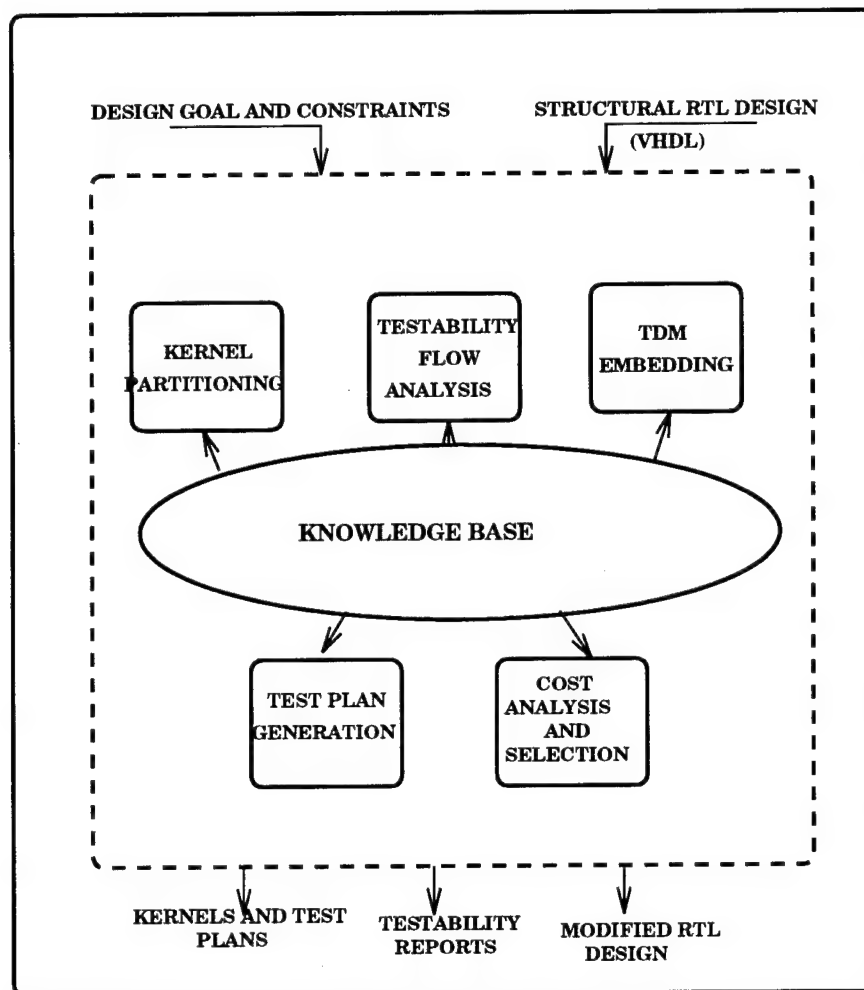 DESIGN GOAL AND CONSTRAINTS
STRUCTURAL RTL DESIGN
(VHDL)
KERNEL
PARTITIONING
TESTABILITY
FLOW
ANALYSIS
TDM
EMBEDDING
KNOWLEDGE BASE
TEST PLAN
GENERATION
COST
ANALYSIS
AND
SELECTION
KERNELS AND TEST
PLANS
TESTABILITY
REPORTS
MODIFIED RTL
DESIGN